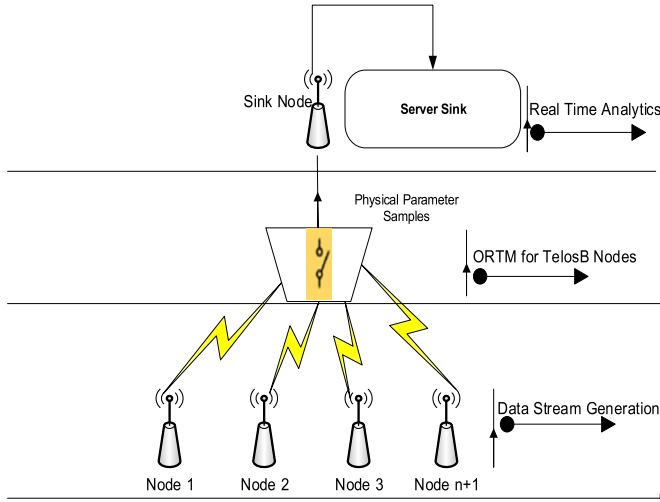 Sink Node
Server Sink
Real Time Analytics
Physical Parameter
Samples
ORTM for TelosB Nodes
Data Stream Generation
Node 1
Node 2
Node 3
Node n+1